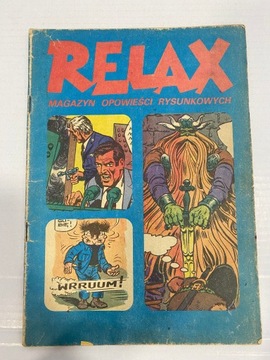 RELAX
MAGAZYN OPOWIEŚCI RYSUNKOWYCH
WRRUUM!